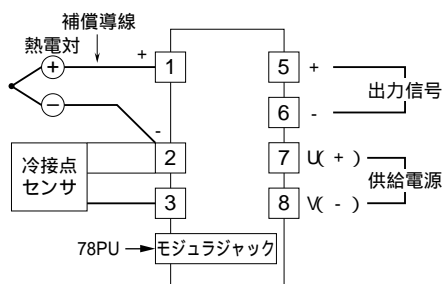 補償導線
熱電対
+
+
1
-
-
2
冷接点
センサ
3
78PU
モジュラジャック
5
+
出力信号
6
-
7
U( + )
供給電源
8
V( - )